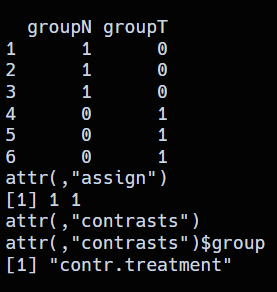 groupN groupT
1      1      0
2      1      0
3      1      0
4      0      1
5      0      1
6      0      1
attr(,"assign")
[1] 1 1
attr(,"contrasts")
attr(,"contrasts")$group
[1] "contr.treatment"